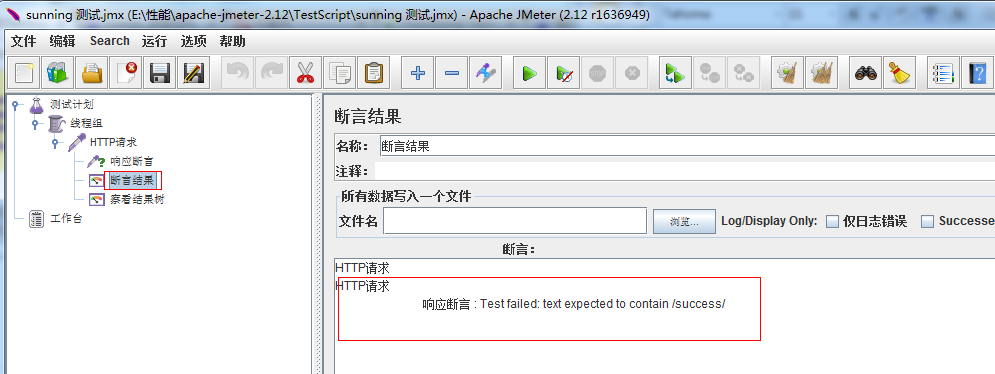 sunning 测试.jmx (E:\性能\apache-jmeter-2.12\TestScript\sunning 测试.jmx) - Apache JMeter (2.12 r1636949)
文件 编辑 Search 运行 选项 帮助
测试计划
线程组
HTTP请求
响应断言
断言结果
察看结果树
工作台
断言结果
名称： 断言结果
注释：
所有数据写入一个文件
文件名 浏览... Log/Display Only: 仅日志错误 Successe
断言：
HTTP请求
HTTP请求
响应断言 : Test failed: text expected to contain /success/